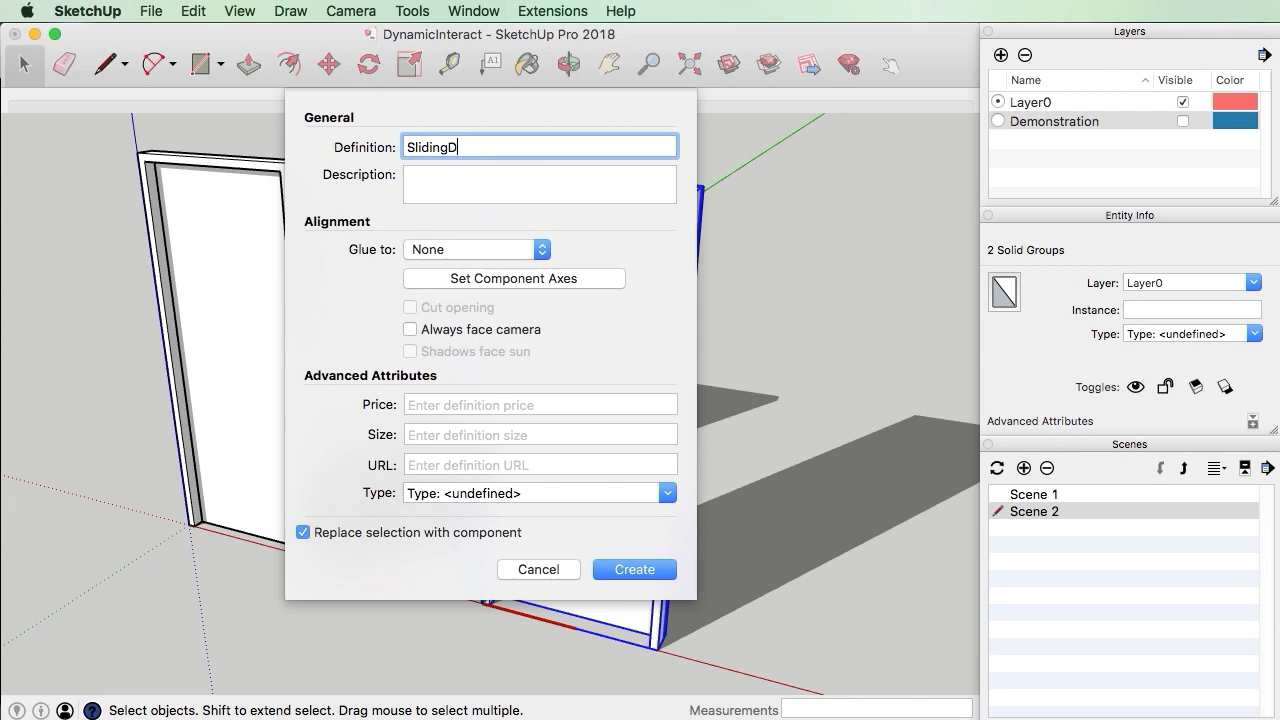 SketchUp File Edit View Draw Camera Tools Window Extensions Help
DynamicInteract - SketchUp Pro 2018
A1
General
Definition: SlidingD
Description:
Alignment
Glue to: None
Set Component Axes
Cut opening
Always face camera
Shadows face sun
Advanced Attributes
Price: Enter definition price
Size: Enter definition size
URL: Enter definition URL
Type: Type: <undefined>
Replace selection with component
Cancel Create
Layers
Name Visible Color
Layer0
Demonstration
Entity Info
2 Solid Groups
Layer: Layer0
Instance:
Type: Type: <undefined>
Toggles:
Advanced Attributes
Scenes
Scene 1
Scene 2
? Select objects. Shift to extend select. Drag mouse to select multiple. Measurements